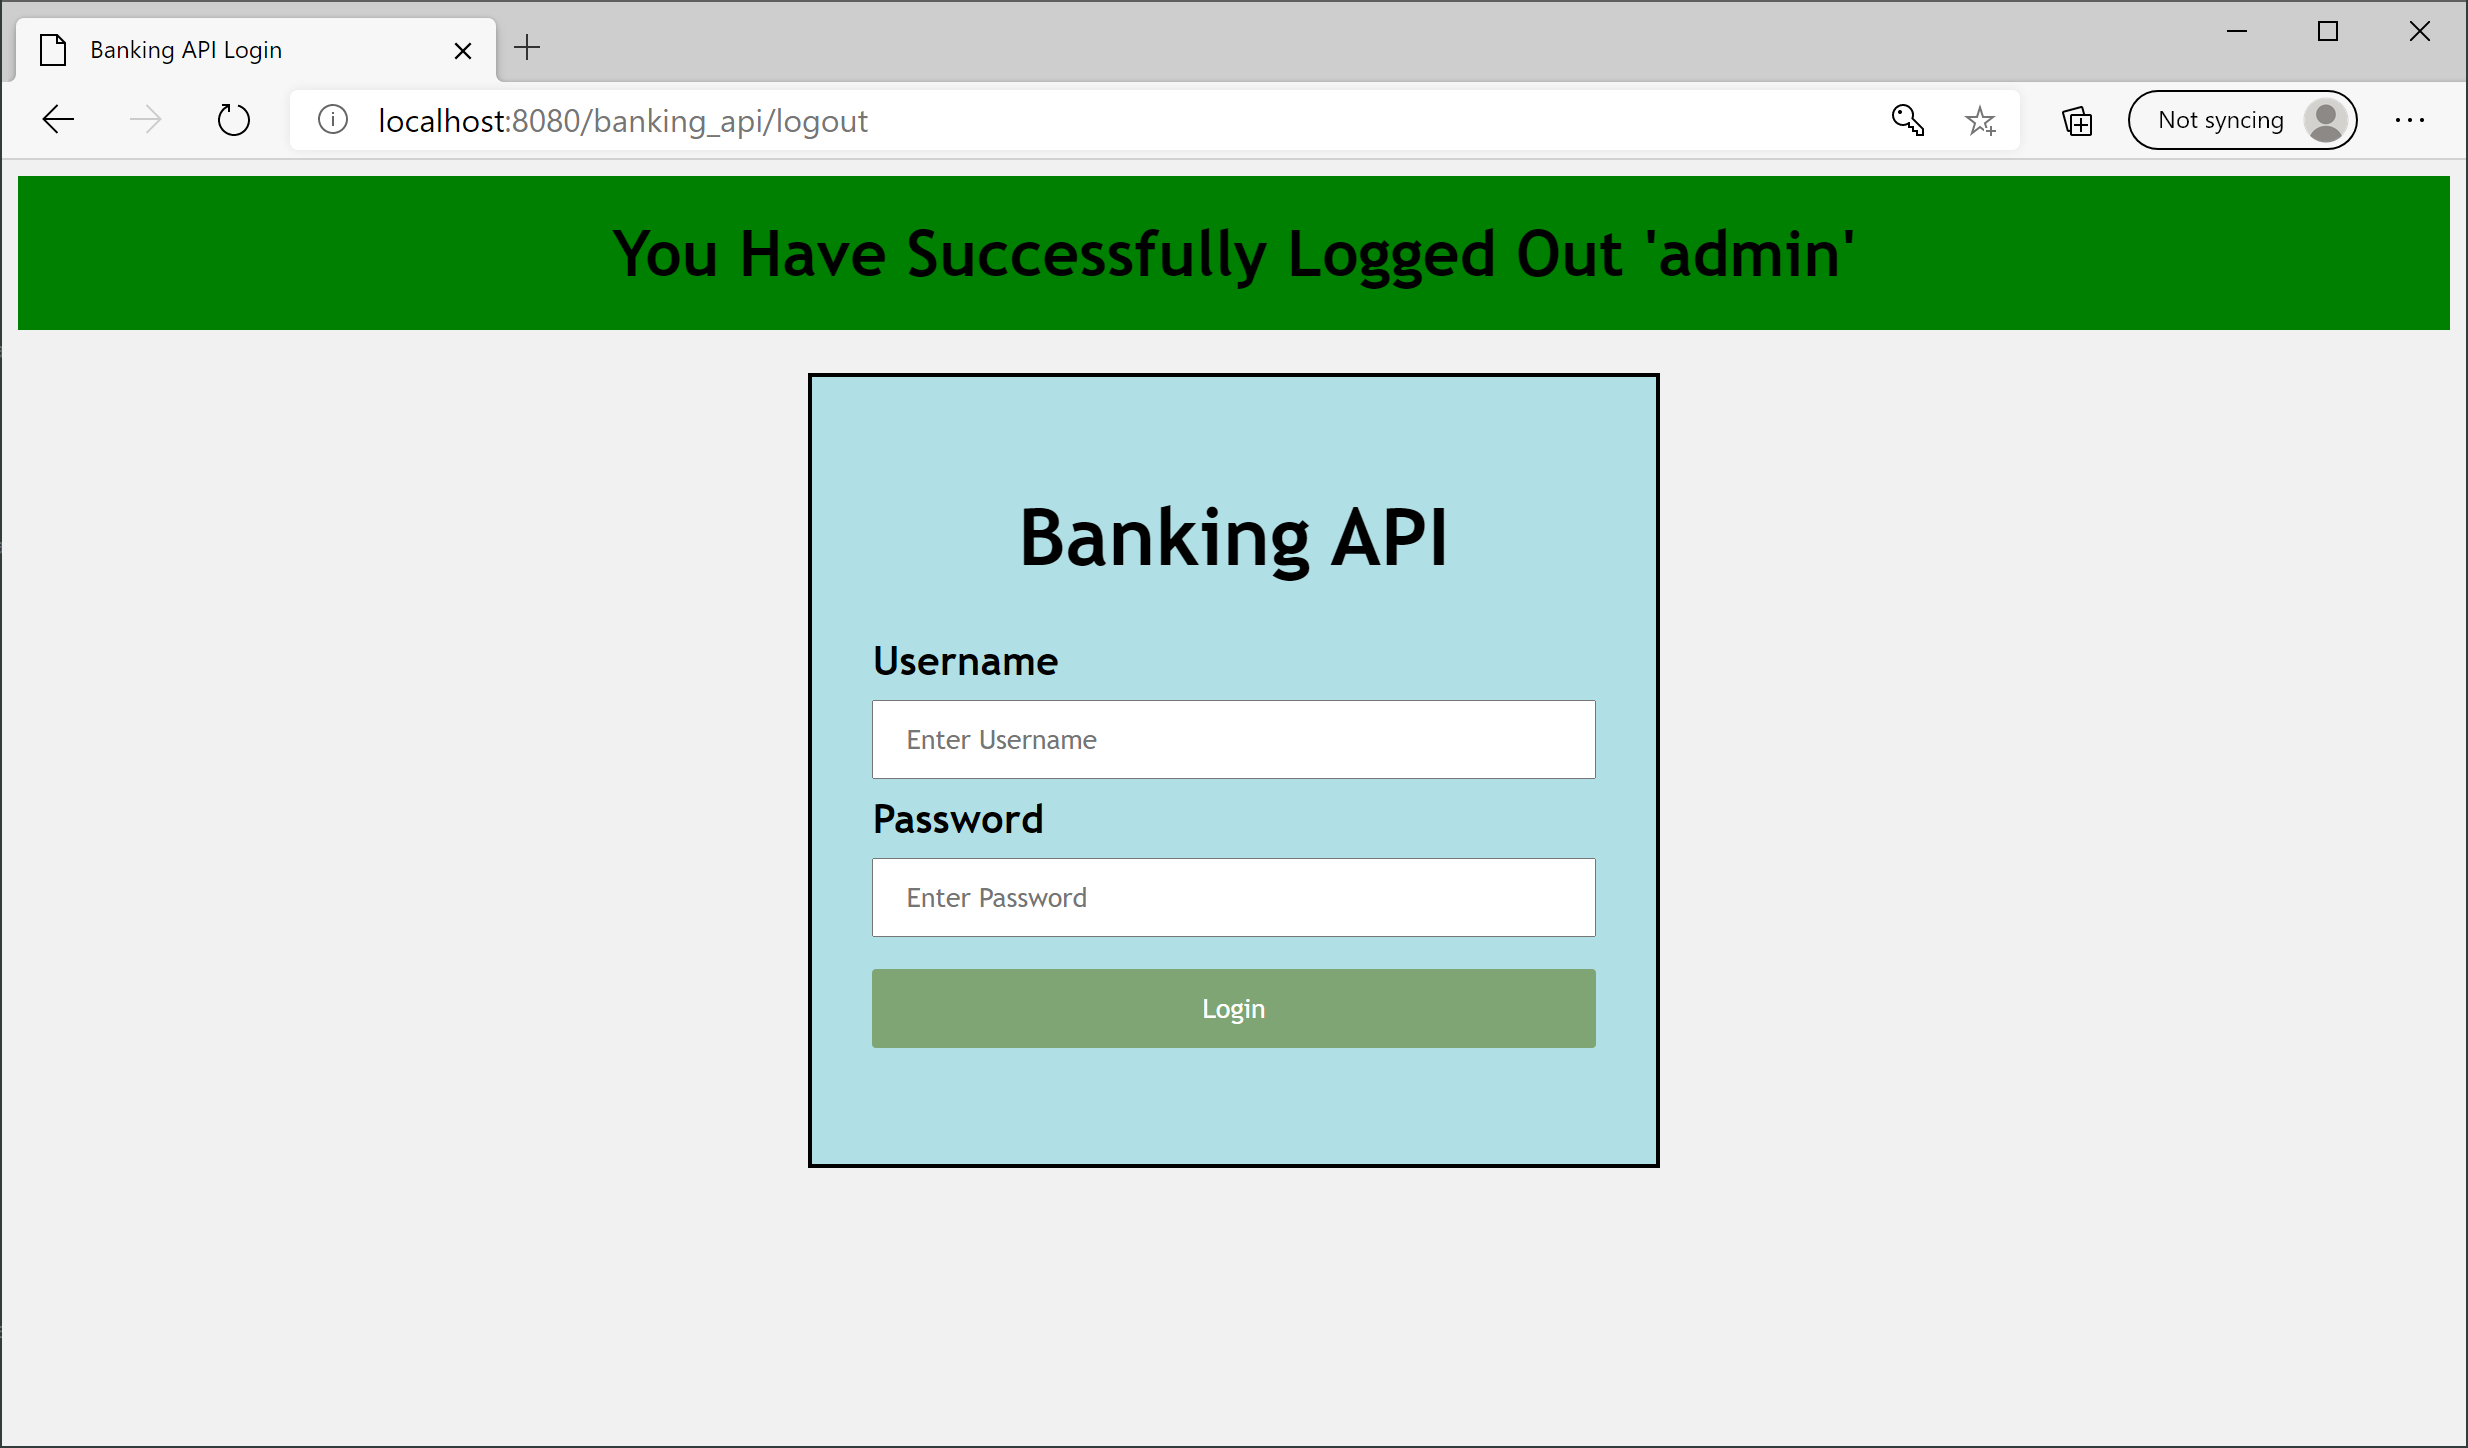 Banking API Login
localhost:8080/banking_api/logout
Not syncing
You Have Successfully Logged Out 'admin'
Banking API
Username
Enter Username
Password
Enter Password
Login